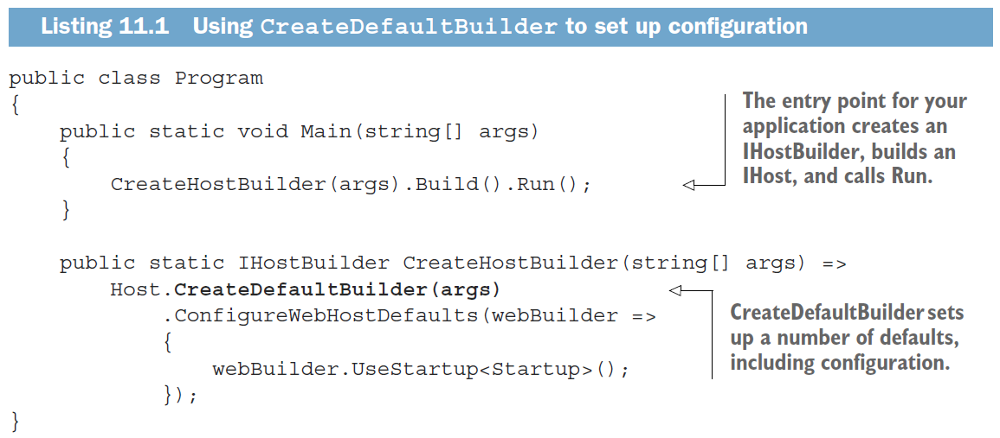 Listing 11.1 Using CreateDefaultBuilder to set up configuration
public class Program
{
    public static void Main(string[] args)
    {
        CreateHostBuilder(args).Build().Run();
    }
The entry point for your
application creates an
IHostBuilder, builds an
IHost, and calls Run.
    public static IHostBuilder CreateHostBuilder(string[] args) =>
        Host.CreateDefaultBuilder(args)
            .ConfigureWebHostDefaults(webBuilder =>
            {
                webBuilder.UseStartup<Startup>();
            });
}
CreateDefaultBuilder sets
up a number of defaults,
including configuration.